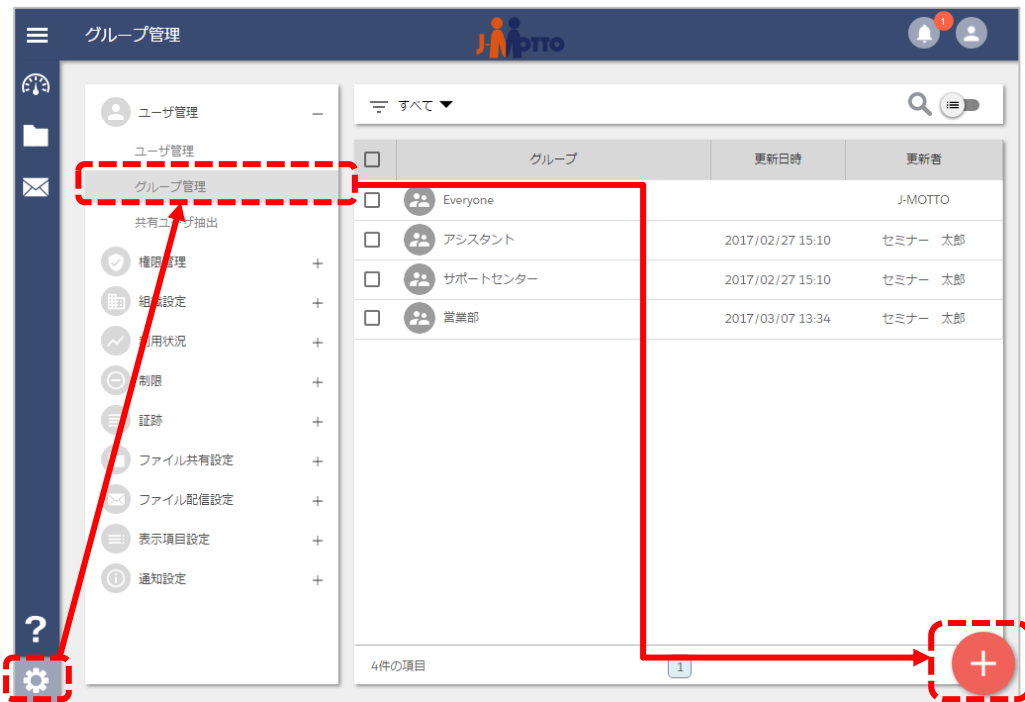 グループ管理
J-MOTTO
1
ユーザ管理
ユーザ管理
グループ管理
共有ユーザ抽出
権限管理
組織設定
利用状況
制限
証跡
ファイル共有設定
ファイル配信設定
表示項目設定
通知設定
すべて
グループ 更新日時 更新者
Everyone J-MOTTO
アシスタント 2017/02/27 15:10 セミナー 太郎
サポートセンター 2017/02/27 15:10 セミナー 太郎
営業部 2017/03/07 13:34 セミナー 太郎
4件の項目 1
?